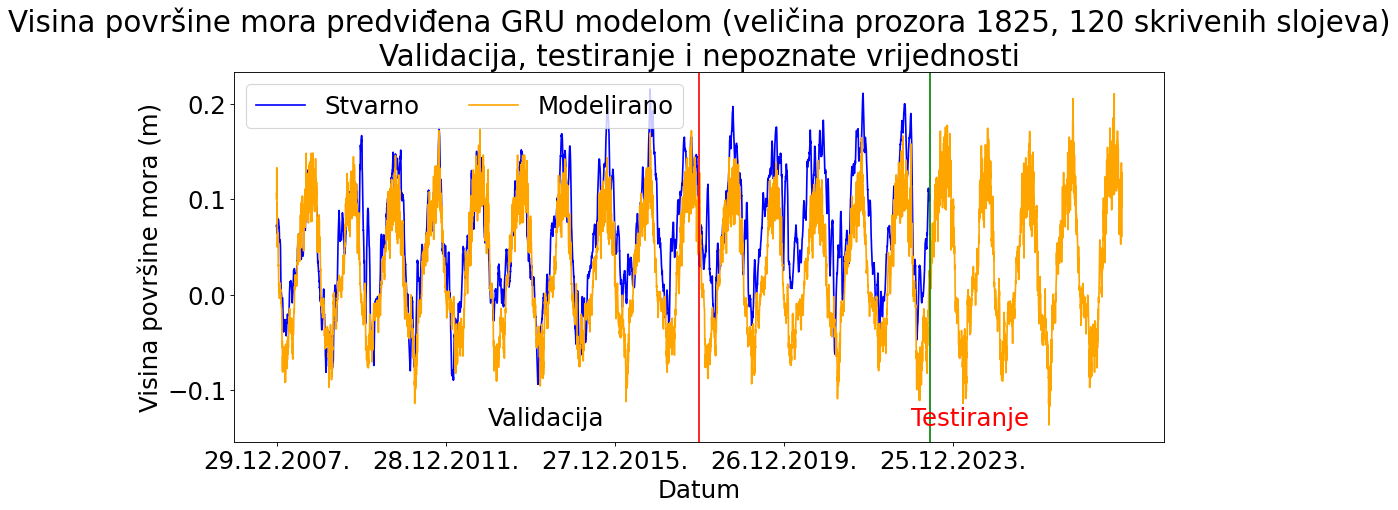 Visina površine mora predviđena GRU modelom (veličina prozora 1825, 120 skrivenih slojeva)
Validacija, testiranje i nepoznate vrijednosti
Stvarno
Modelirano
Visina površine mora (m)
0.2
0.1
0.0
−0.1
Validacija
Testiranje
29.12.2007.
28.12.2011.
27.12.2015.
26.12.2019.
25.12.2023.
Datum